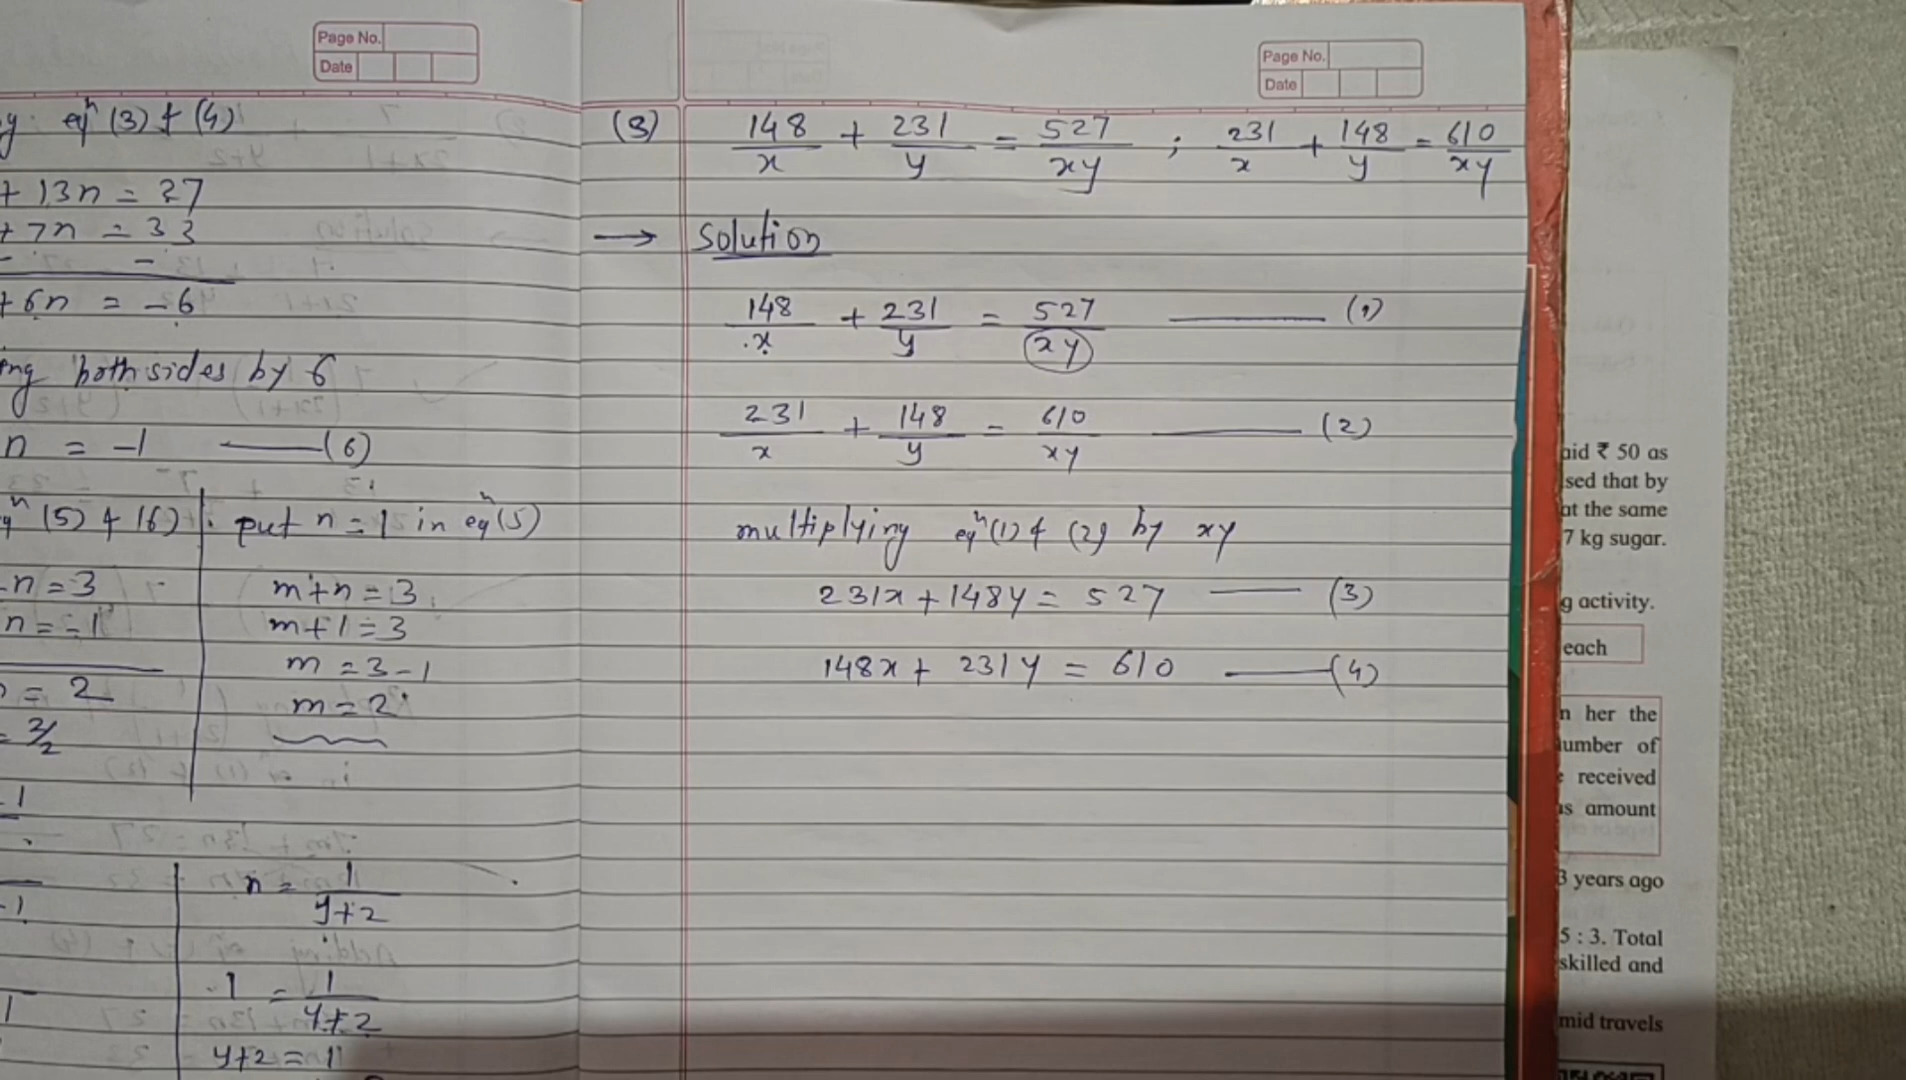 Page No.
Date
eqⁿ (3) & (4)
+ 13n = 27
+ 7n = 33
- -
+ 6n = -6
both sides by 6
n = -1 (6)
(5) & (6)
n = 3
n = -1
= 2
= 3/2
put n = 1 in eqⁿ (5)
m + n = 3
m + 1 = 3
m = 3 - 1
m = 2
n = 1/y+2
1 = 1/y+2
y + 2 = 1
Page No.
Date
(3) 148/x + 231/y = 527/xy ; 231/x + 148/y = 610/xy
→ Solution
148/x + 231/y = 527/xy (1)
231/x + 148/y = 610/xy (2)
multiplying eqⁿ (1) & (2) by xy
231x + 148y = 527 (3)
148x + 231y = 610 (4)
aid ₹ 50 as
sed that by
at the same
7 kg sugar.
g activity.
each
n her the
umber of
received
as amount
3 years ago
5 : 3. Total
skilled and
mid travels